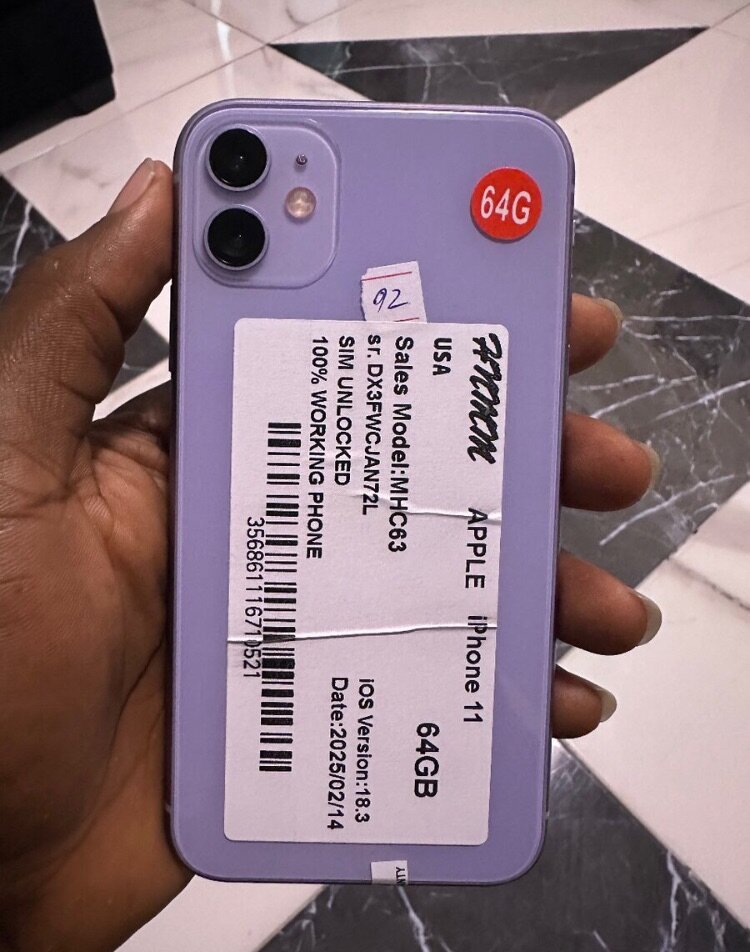 64G
92
APPLE iPhone 11
USA
64GB
Sales Model:MHC63
sr. DX3FWCJAN72L
iOS Version:18.3
SIM UNLOCKED
Date:2025/02/14
100% WORKING PHONE
356861116710521